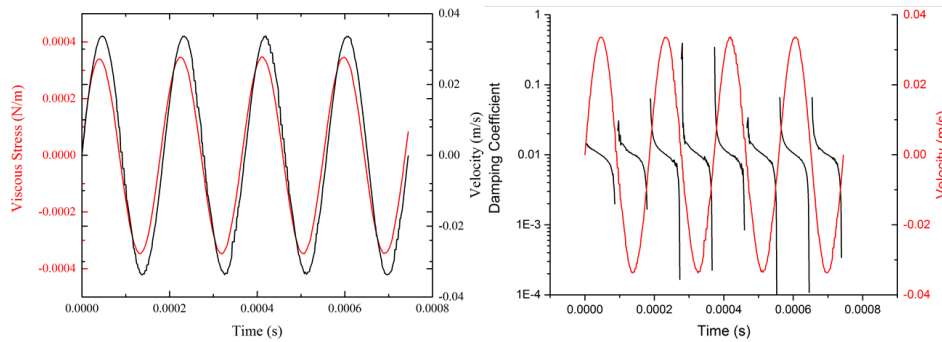 0.0004
0.0002
0.0000
-0.0002
-0.0004
Viscous Stress (N/m)
0.04
0.02
0.00
-0.02
-0.04
Velocity (m/s)
0.0000 0.0002 0.0004 0.0006 0.0008
Time (s)
1
0.1
0.01
1E-3
1E-4
Damping Coefficient
0.04
0.02
0.00
-0.02
-0.04
Velocity (m/s)
0.0000 0.0002 0.0004 0.0006 0.0008
Time (s)